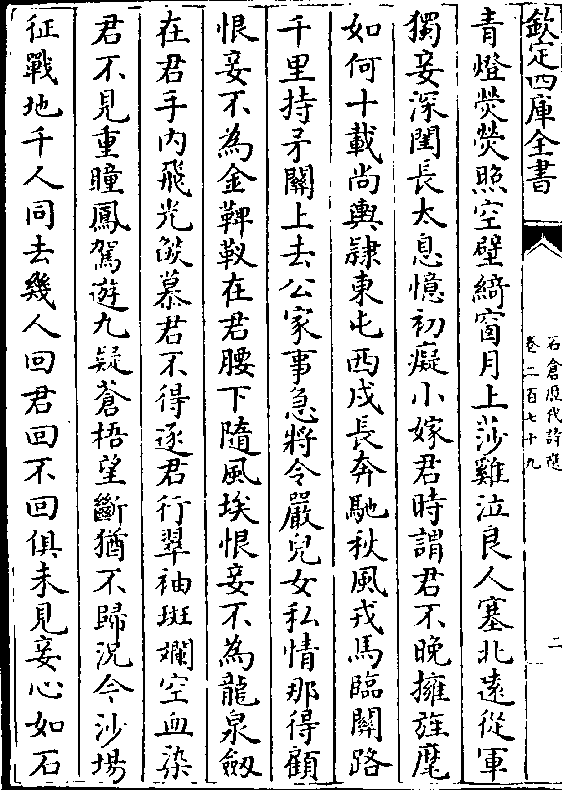 欽定四庫全書
石倉歷代詩選
卷二百七十九
二
青燈熒熒照空壁綺窗月上莎雞泣良人塞北遠從軍
獨妾深閨長太息憶初癡小嫁君時謂君不晚擁旌麾
如何十載尚輿隷東屯西戍長奔馳秋風戎馬臨關路
千里持矛關上去公家事急將令嚴兒女私情那得顧
恨妾不為金鞞靫在君腰下隨風埃恨妾不為龍泉劔
在君手內飛光燄慕君不得逐君行翠袖斑斕空血染
君不見重瞳鳳駕遊九疑蒼梧望斷猶不歸況今沙場
征戰地千人同去幾人回君回不回俱未見妾心如石